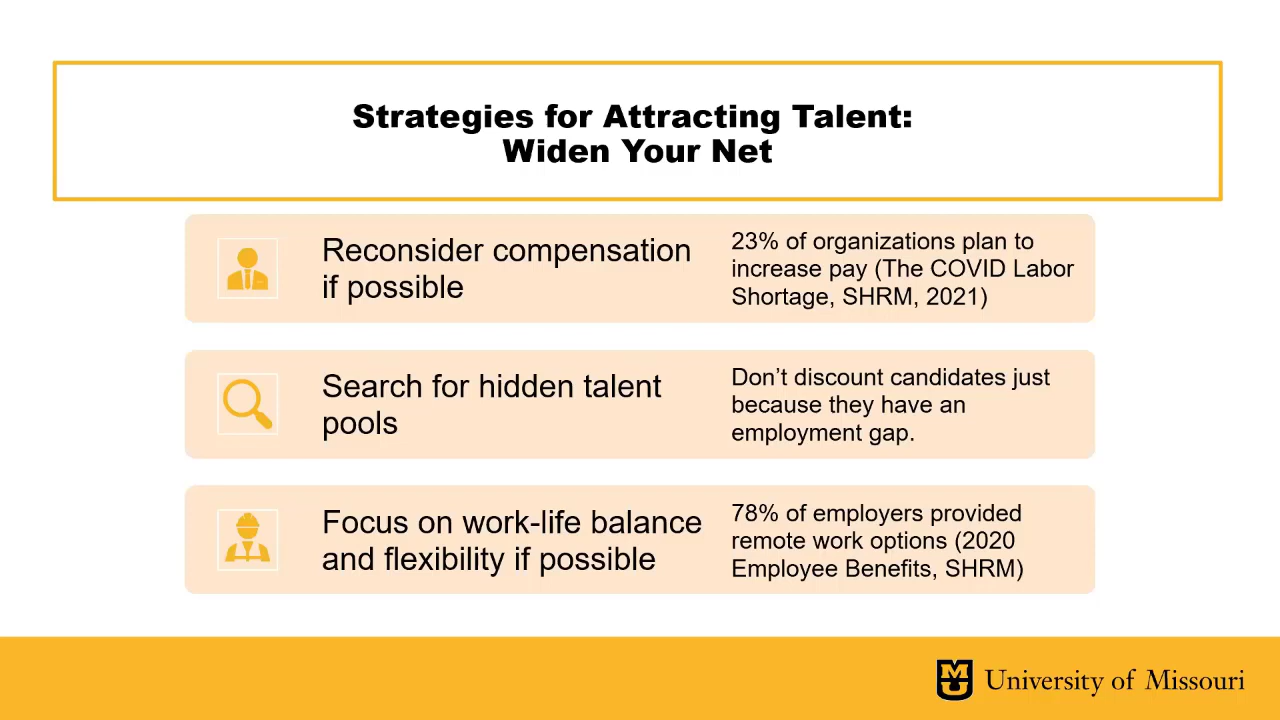 Strategies for Attracting Talent:
Widen Your Net
Reconsider compensation
if possible
23% of organizations plan to
increase pay (The COVID Labor
Shortage, SHRM, 2021)
Search for hidden talent
pools
Don’t discount candidates just
because they have an
employment gap.
Focus on work-life balance
and flexibility if possible
78% of employers provided
remote work options (2020
Employee Benefits, SHRM)
MU University of Missouri